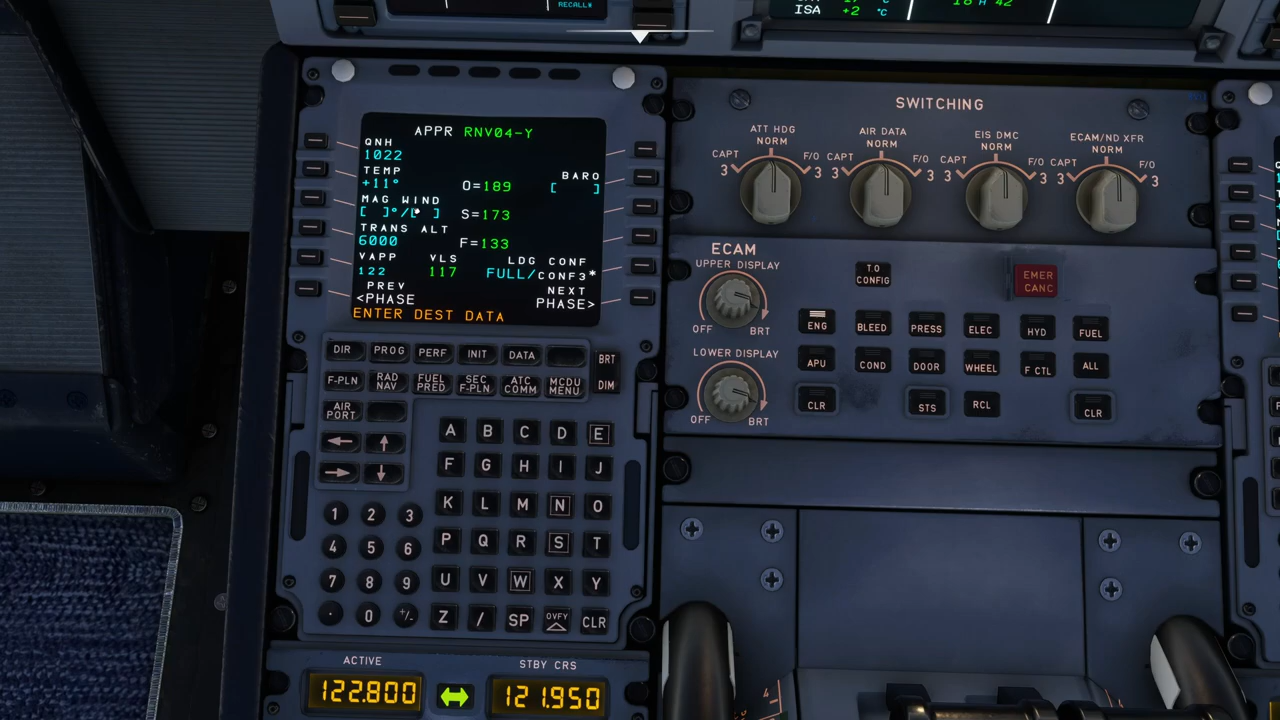 RECALL*
ISA +2 °C
18 H 42
APPR RNV04-Y
QNH
1022
TEMP
+11° O=189
BARO
[ ]
MAG WIND
[ ]°/[ ] S=173
TRANS ALT
6000 F=133
VAPP VLS LDG CONF
122 117 FULL/CONF3*
PREV NEXT
<PHASE PHASE>
ENTER DEST DATA
DIR PROG PERF INIT DATA BRT
F-PLN RAD NAV FUEL PRED SEC F-PLN ATC COMM MCDU MENU DIM
AIR PORT
← ↑
→ ↓
A B C D E
F G H I J
K L M N O
P Q R S T
U V W X Y
Z / SP OVFY CLR
1 2 3
4 5 6
7 8 9
. 0 +/-
ACTIVE STBY CRS
122.800 121.950
SWITCHING
ATT HDG AIR DATA EIS DMC ECAM/ND XFR
NORM NORM NORM NORM
CAPT F/O CAPT F/O CAPT F/O CAPT F/O
3 3 3 3 3 3 3 3
ECAM
UPPER DISPLAY
OFF BRT
LOWER DISPLAY
OFF BRT
T.O CONFIG
EMER CANC
ENG BLEED PRESS ELEC HYD FUEL
APU COND DOOR WHEEL F CTL ALL
CLR STS RCL CLR
4